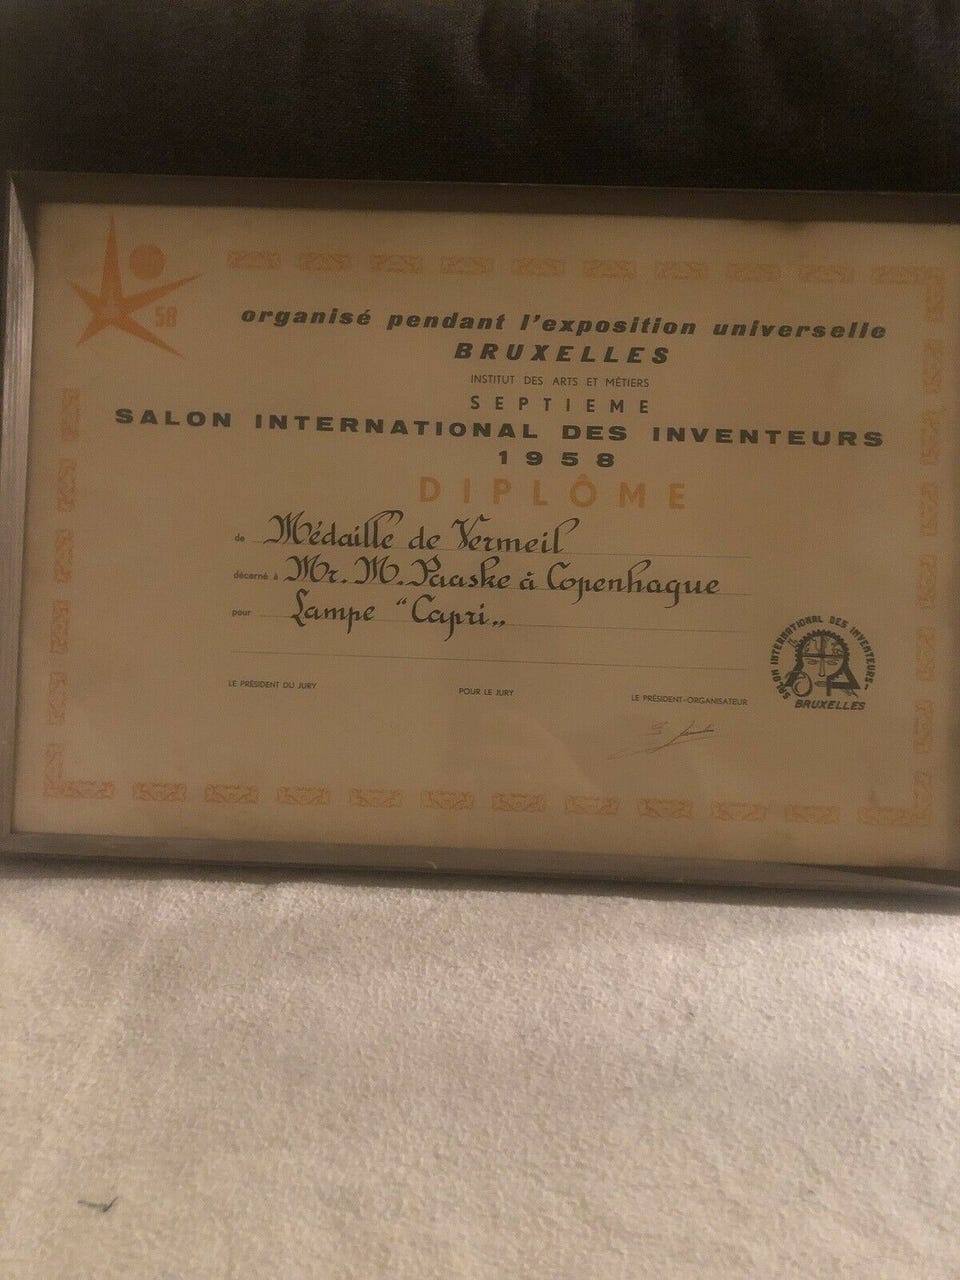 58
organisé pendant l'exposition universelle
BRUXELLES
INSTITUT DES ARTS ET MÉTIERS
SEPTIEME
SALON INTERNATIONAL DES INVENTEURS
1958
DIPLÔME
de Médaille de Vermeil
décerné à Mr. M. Paaske à Copenhague
pour Lampe “Capri„
LE PRÉSIDENT DU JURY
POUR LE JURY
LE PRÉSIDENT-ORGANISATEUR
SALON INTERNATIONAL DES INVENTEURS
BRUXELLES